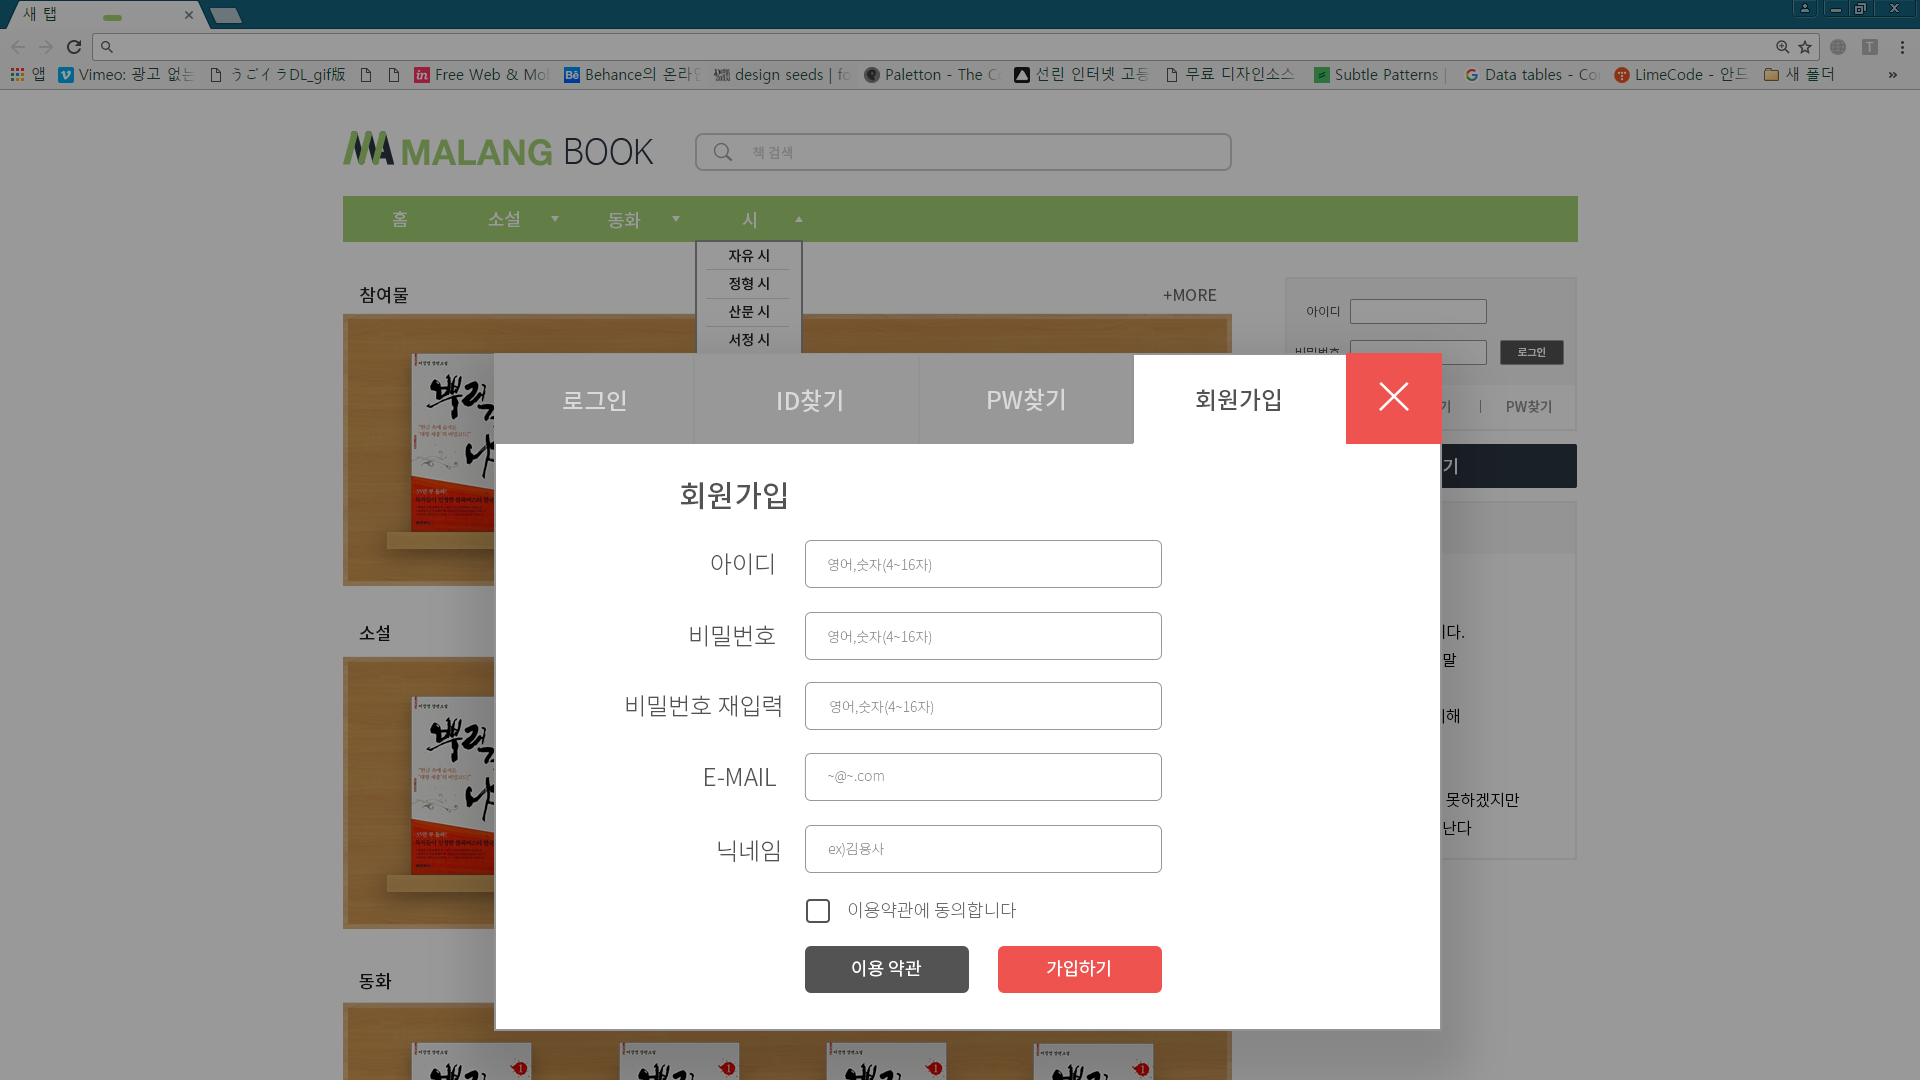 새 탭
앱
Vimeo: 광고 없는
うごイラDL_gif版
Free Web & Mo
Behance의 온라인
design seeds | fo
Paletton - The Co
선린 인터넷 고등
무료 디자인소스
Subtle Patterns |
Data tables - Co
LimeCode - 안드
새 폴더
MALANG BOOK
책 검색
홈
소설
동화
시
자유 시
정형 시
산문 시
서정 시
참여물
+MORE
아이디
비밀번호
로그인
PW찾기
로그인
ID찾기
PW찾기
회원가입
회원가입
아이디
영어,숫자(4~16자)
비밀번호
영어,숫자(4~16자)
비밀번호 재입력
영어,숫자(4~16자)
E-MAIL
~@~.com
닉네임
ex)김용사
이용약관에 동의합니다
이용 약관
가입하기
소설
동화
기
다.
말
해
못하겠지만
난다